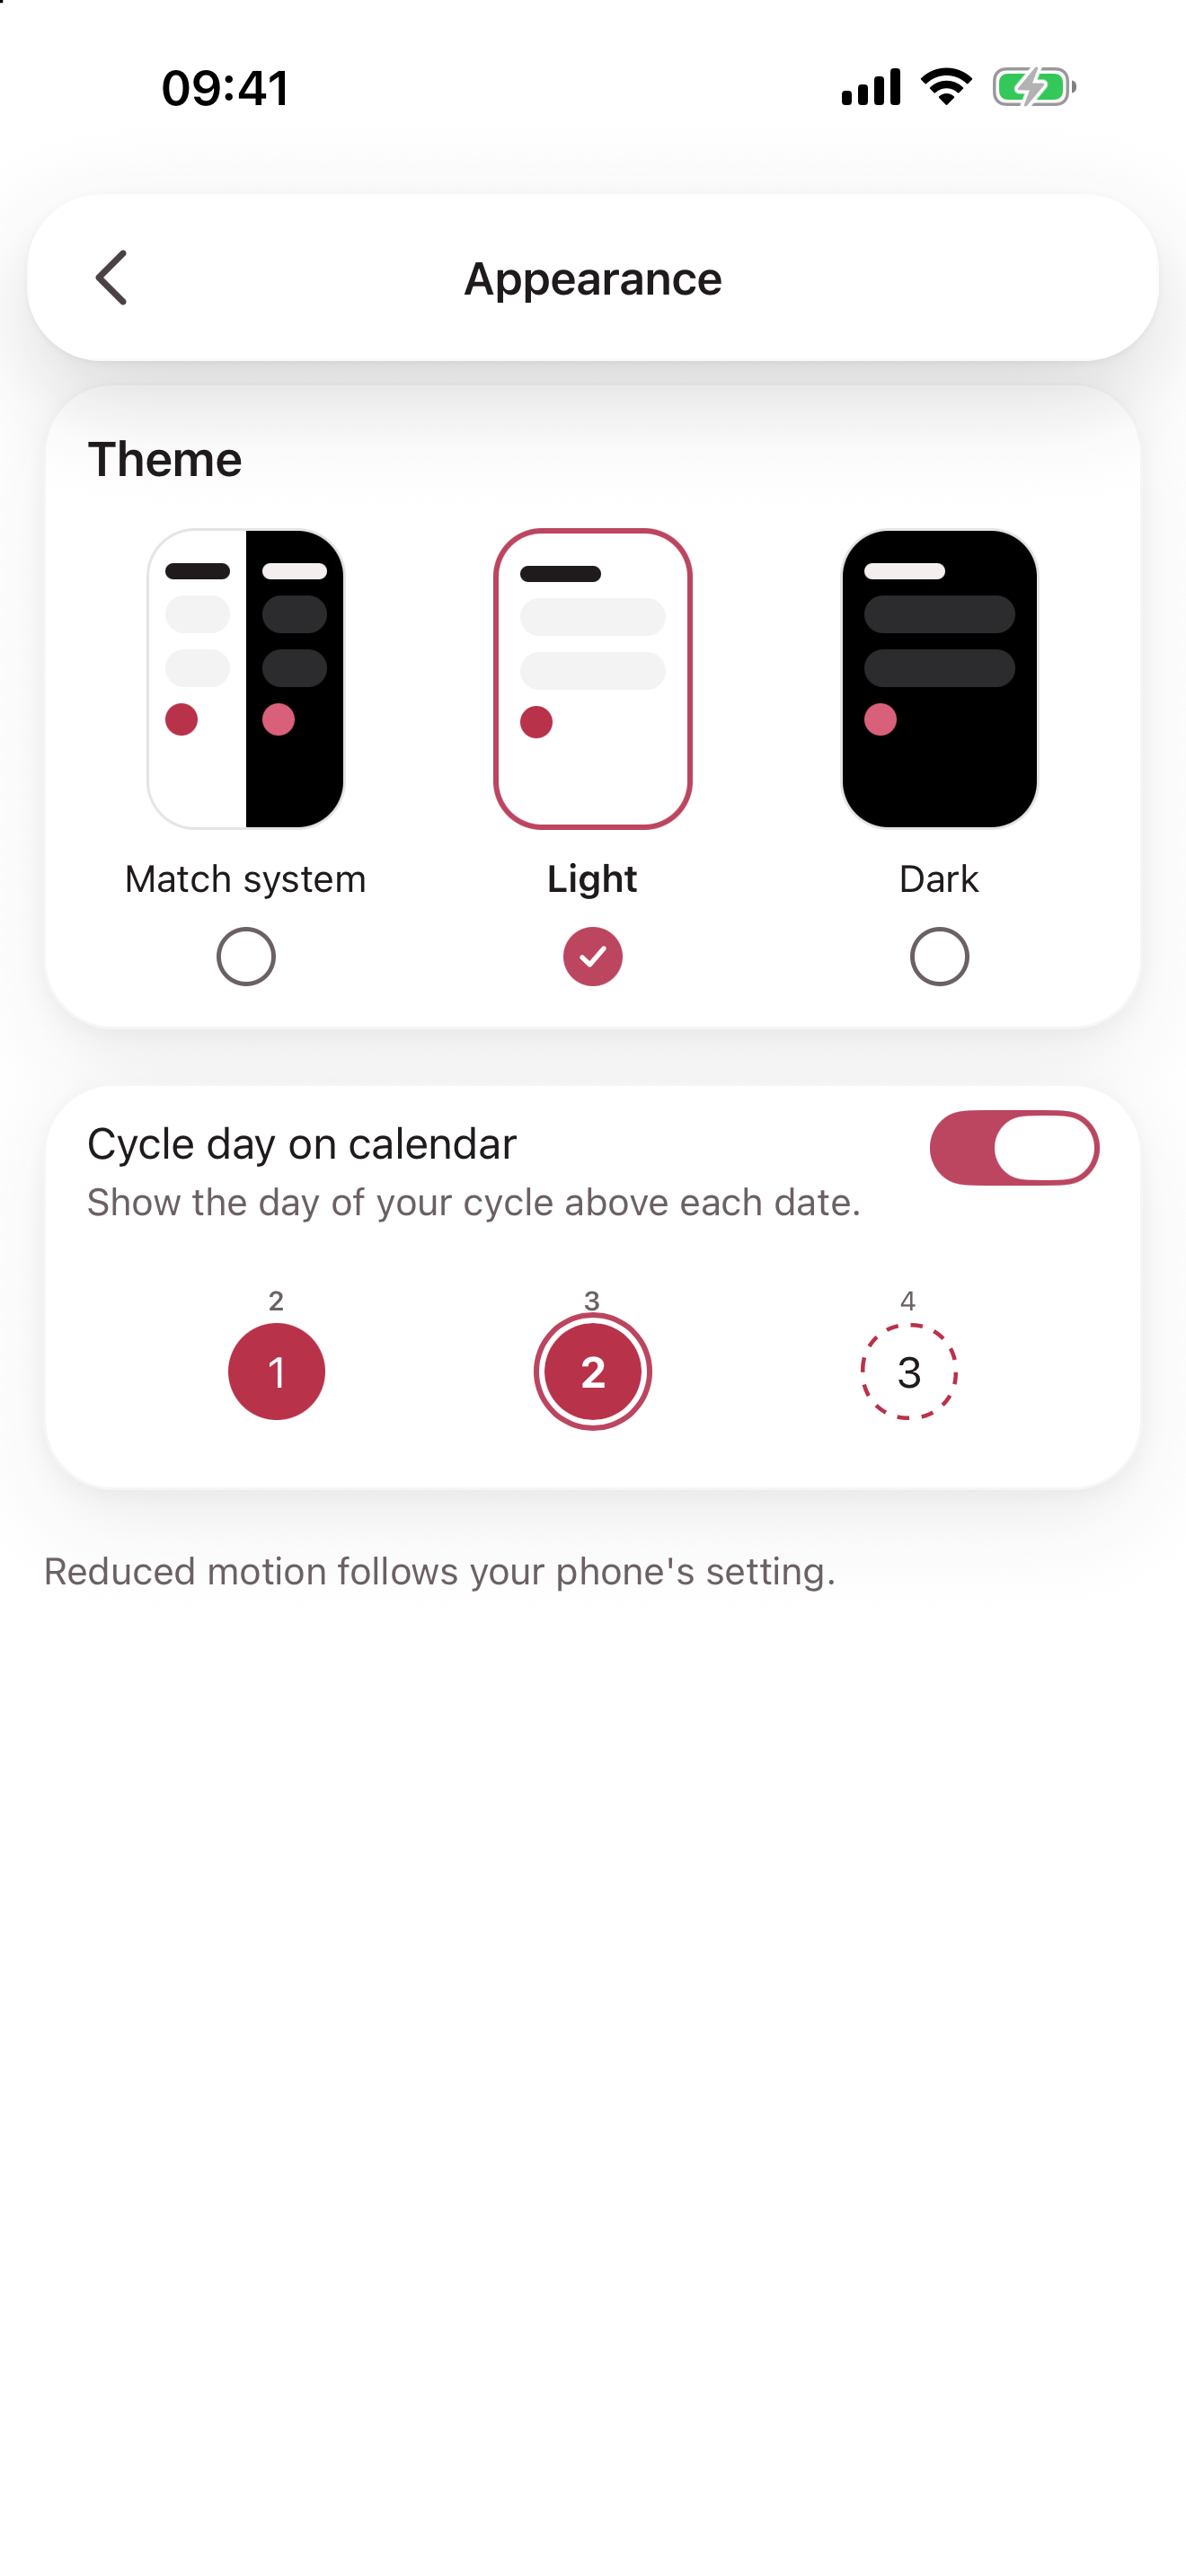 09:41
Appearance
Theme
Match system
Light
Dark
Cycle day on calendar
Show the day of your cycle above each date.
2
3
4
1
2
3
Reduced motion follows your phone's setting.